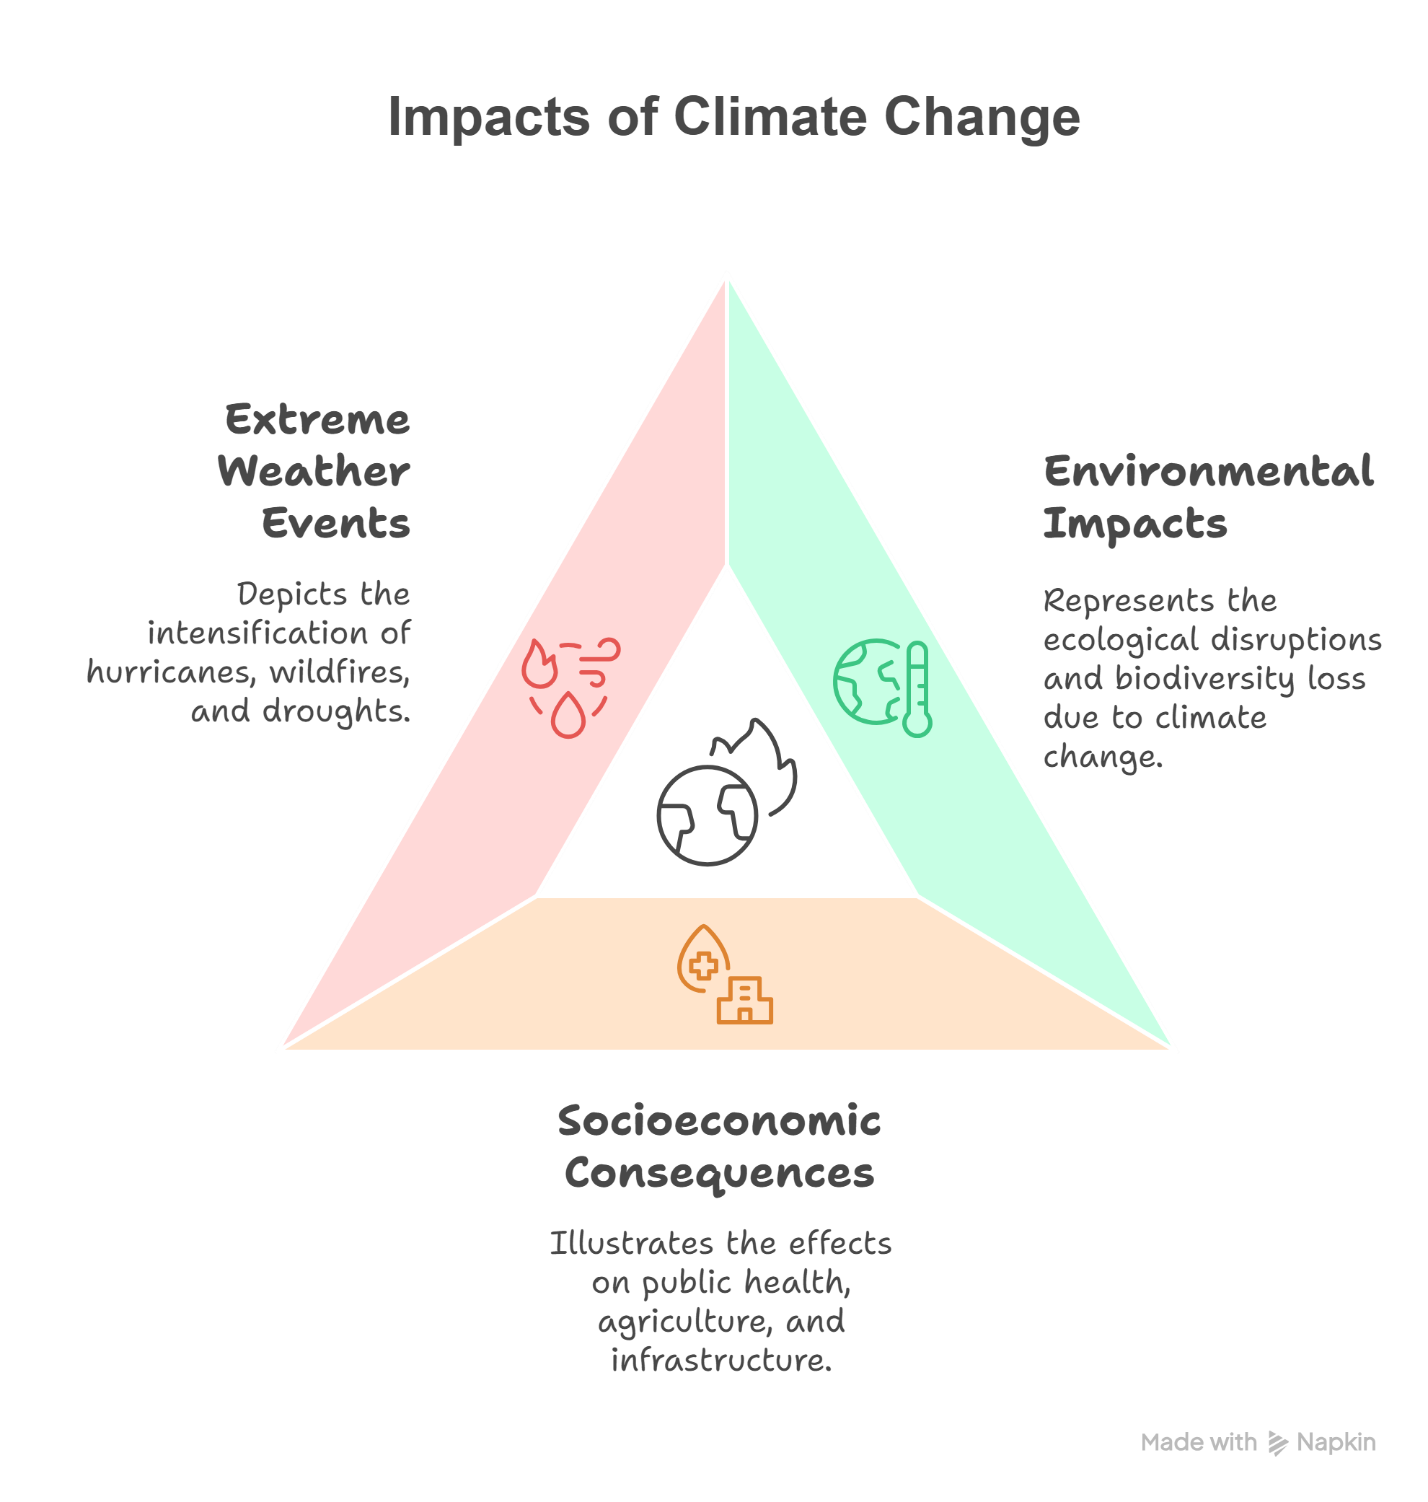 Impacts of Climate Change
Extreme
Weather
Events
Depicts the
intensification of
hurricanes, wildfires,
and droughts.
Environmental
Impacts
Represents the
ecological disruptions
and biodiversity loss
due to climate
change.
Socioeconomic
Consequences
Illustrates the effects
on public health,
agriculture, and
infrastructure.
Made with Napkin